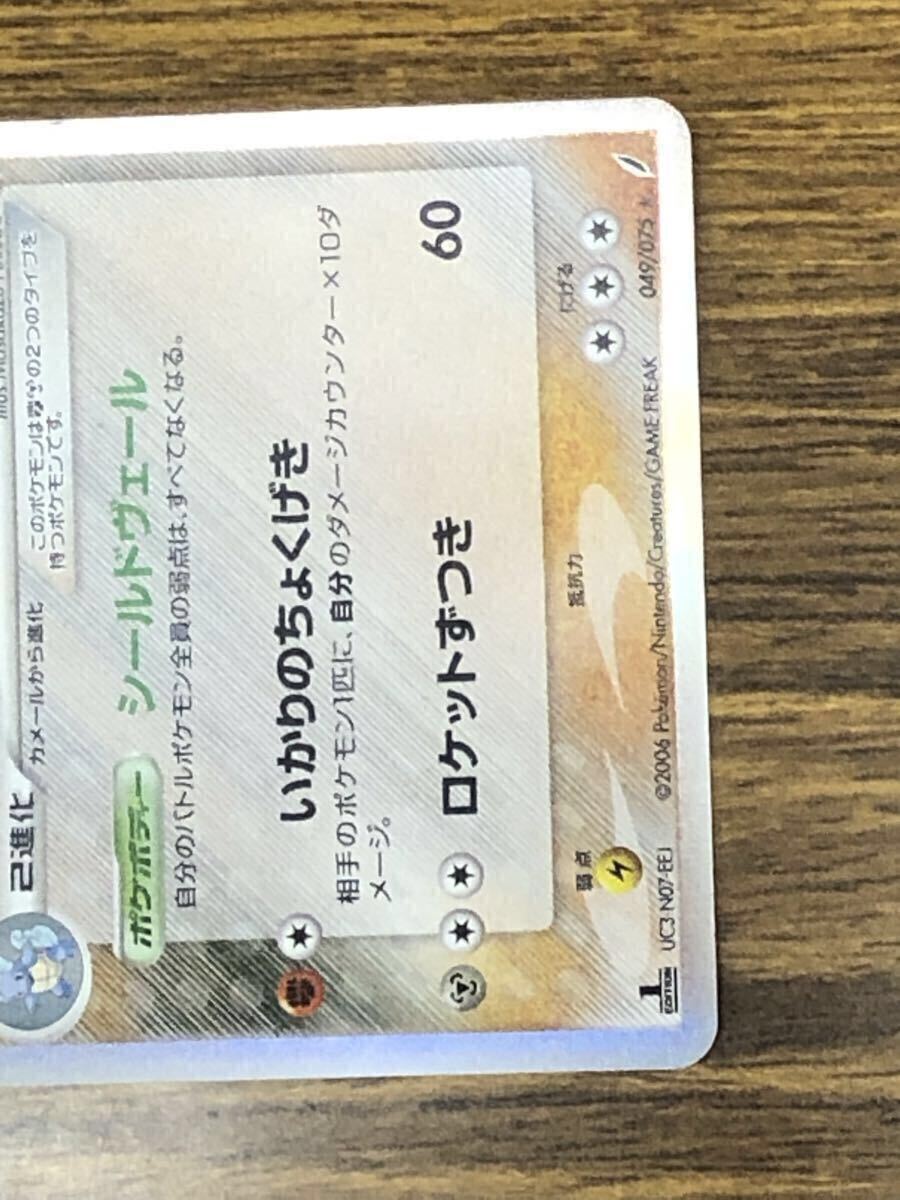 2進化
カメールから進化
このポケモンは の2つのタイプを
持つポケモンです。
ポケボディー シールドヴェール
自分のバトルポケモン全員の弱点は、すべてなくなる。
いかりのちょくげき
相手のポケモン1匹に、自分のダメージカウンター×10ダ
メージ。
ロケットずつき 60
弱点 抵抗力 にげる
1 EDITION UC3-N07-EEJ ©2006 Pokémon/Nintendo/Creatures/GAME FREAK 049/075 ★